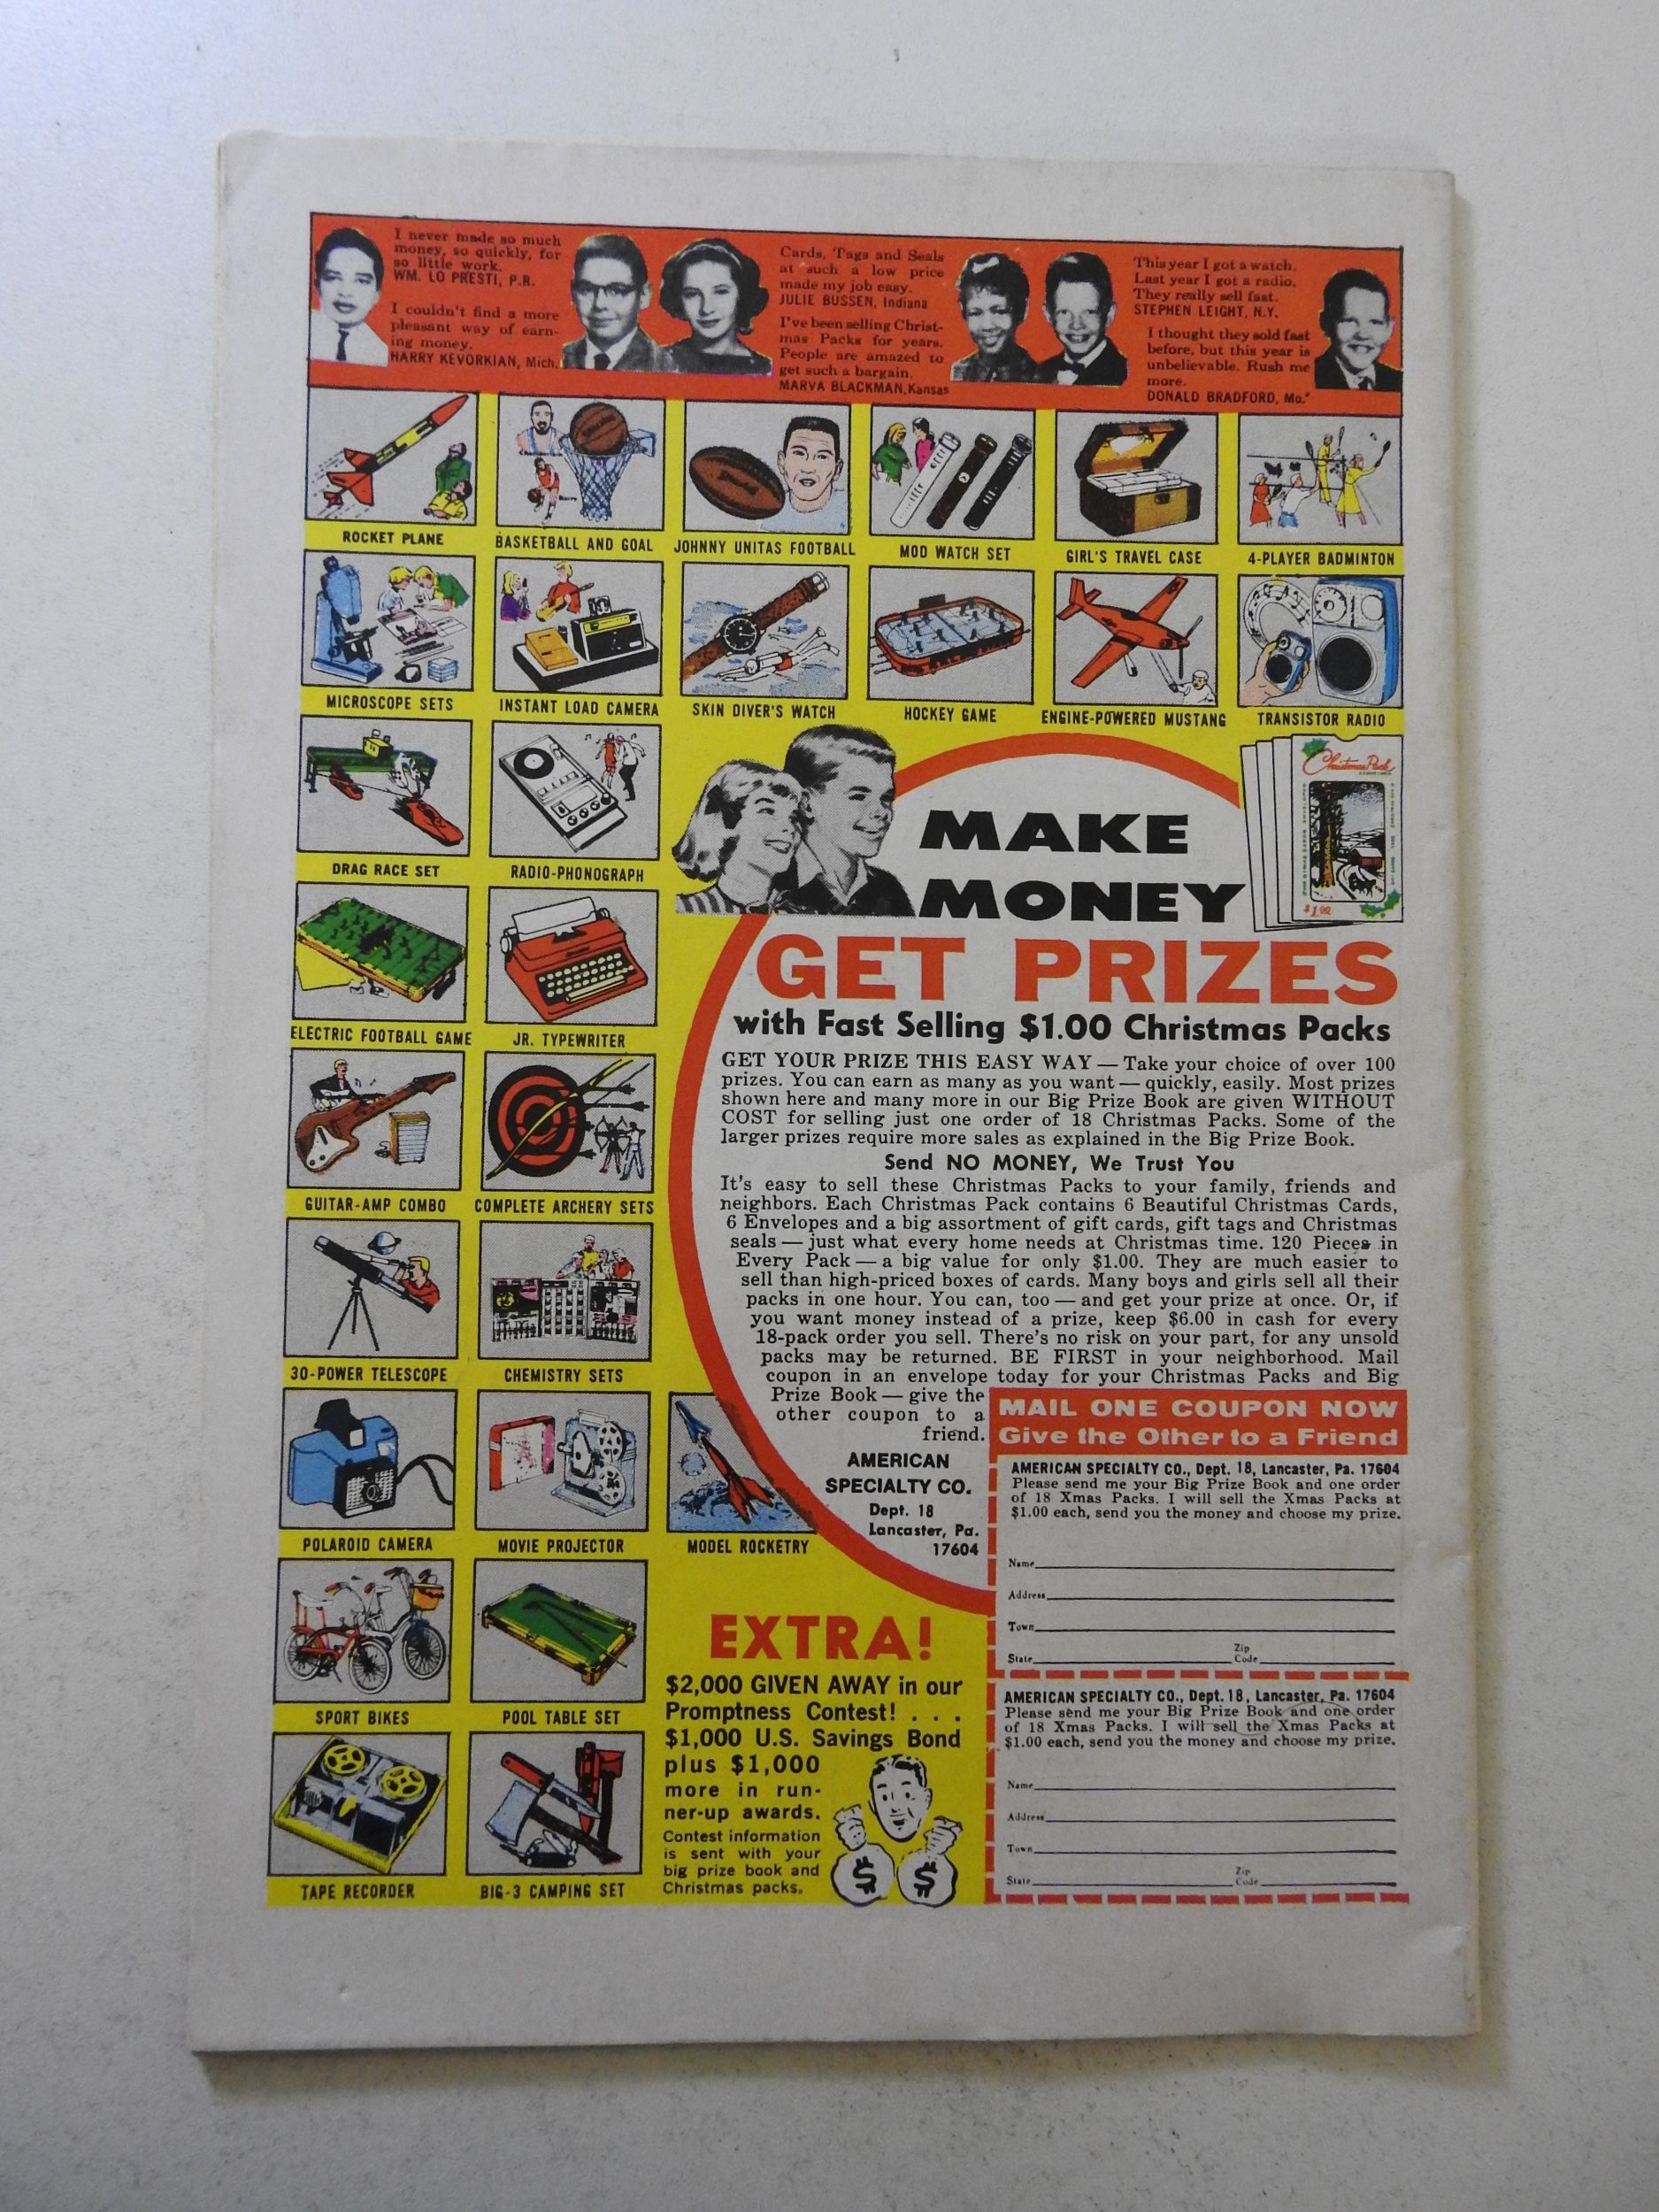 I never made so much
money, so quickly, for
so little work.
WM. LO PRESTI, P.R.
I couldn't find a more
pleasant way of earn-
ing money.
HARRY KEVORKIAN, Mich.
Cards, Tags and Seals
at such a low price
made my job easy.
JULIE BUSSEN, Indiana
I've been selling Christ-
mas Packs for years.
People are amazed to
get such a bargain.
MARVA BLACKMAN, Kansas
This year I got a watch.
Last year I got a radio.
They really sell fast.
STEPHEN LEIGHT, N.Y.
I thought they sold fast
before, but this year is
unbelievable. Rush me
more.
DONALD BRADFORD, Mo."
ROCKET PLANE
BASKETBALL AND GOAL
JOHNNY UNITAS FOOTBALL
MOD WATCH SET
GIRL'S TRAVEL CASE
4-PLAYER BADMINTON
MICROSCOPE SETS
INSTANT LOAD CAMERA
SKIN DIVER'S WATCH
HOCKEY GAME
ENGINE-POWERED MUSTANG
TRANSISTOR RADIO
DRAG RACE SET
RADIO-PHONOGRAPH
ELECTRIC FOOTBALL GAME
JR. TYPEWRITER
GUITAR-AMP COMBO
COMPLETE ARCHERY SETS
30-POWER TELESCOPE
CHEMISTRY SETS
POLAROID CAMERA
MOVIE PROJECTOR
MODEL ROCKETRY
SPORT BIKES
POOL TABLE SET
TAPE RECORDER
BIG-3 CAMPING SET
Christmas Pack
$1.00
MAKE
MONEY
GET PRIZES
with Fast Selling $1.00 Christmas Packs
GET YOUR PRIZE THIS EASY WAY — Take your choice of over 100
prizes. You can earn as many as you want — quickly, easily. Most prizes
shown here and many more in our Big Prize Book are given WITHOUT
COST for selling just one order of 18 Christmas Packs. Some of the
larger prizes require more sales as explained in the Big Prize Book.
Send NO MONEY, We Trust You
It's easy to sell these Christmas Packs to your family, friends and
neighbors. Each Christmas Pack contains 6 Beautiful Christmas Cards,
6 Envelopes and a big assortment of gift cards, gift tags and Christmas
seals — just what every home needs at Christmas time. 120 Pieces in
Every Pack — a big value for only $1.00. They are much easier to
sell than high-priced boxes of cards. Many boys and girls sell all their
packs in one hour. You can, too — and get your prize at once. Or, if
you want money instead of a prize, keep $6.00 in cash for every
18-pack order you sell. There's no risk on your part, for any unsold
packs may be returned. BE FIRST in your neighborhood. Mail
coupon in an envelope today for your Christmas Packs and Big
Prize Book — give the
other coupon to a
friend.
AMERICAN
SPECIALTY CO.
Dept. 18
Lancaster, Pa.
17604
EXTRA!
$2,000 GIVEN AWAY in our
Promptness Contest! . . .
$1,000 U.S. Savings Bond
plus $1,000
more in run-
ner-up awards.
Contest information
is sent with your
big prize book and
Christmas packs.
$ $
MAIL ONE COUPON NOW
Give the Other to a Friend
AMERICAN SPECIALTY CO., Dept. 18, Lancaster, Pa. 17604
Please send me your Big Prize Book and one order
of 18 Xmas Packs. I will sell the Xmas Packs at
$1.00 each, send you the money and choose my prize.
Name
Address
Town
State Zip Code
AMERICAN SPECIALTY CO., Dept. 18, Lancaster, Pa. 17604
Please send me your Big Prize Book and one order
of 18 Xmas Packs. I will sell the Xmas Packs at
$1.00 each, send you the money and choose my prize.
Name
Address
Town
State Zip Code